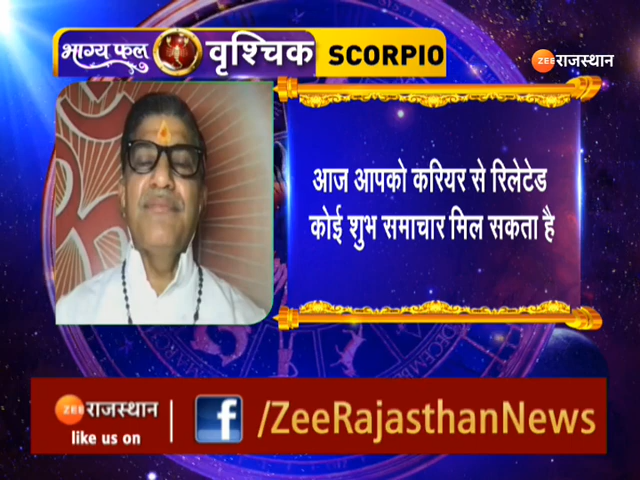 भाग्य फल
वृश्चिक
SCORPIO
ZEE राजस्थान
आज आपको करियर से रिलेटेड
कोई शुभ समाचार मिल सकता है
ZEE राजस्थान
like us on
f
/ZeeRajasthanNews